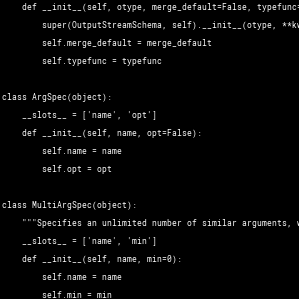 def __init__(self, otype, merge_default=False, typefunc=
super(OutputStreamSchema, self).__init__(otype, **k
self.merge_default = merge_default
self.typefunc = typefunc
class ArgSpec(object):
__slots__ = ['name', 'opt']
def __init__(self, name, opt=False):
self.name = name
self.opt = opt
class MultiArgSpec(object):
"""Specifies an unlimited number of similar arguments,
__slots__ = ['name', 'min']
def __init__(self, name, min=0):
self.name = name
self.min = min